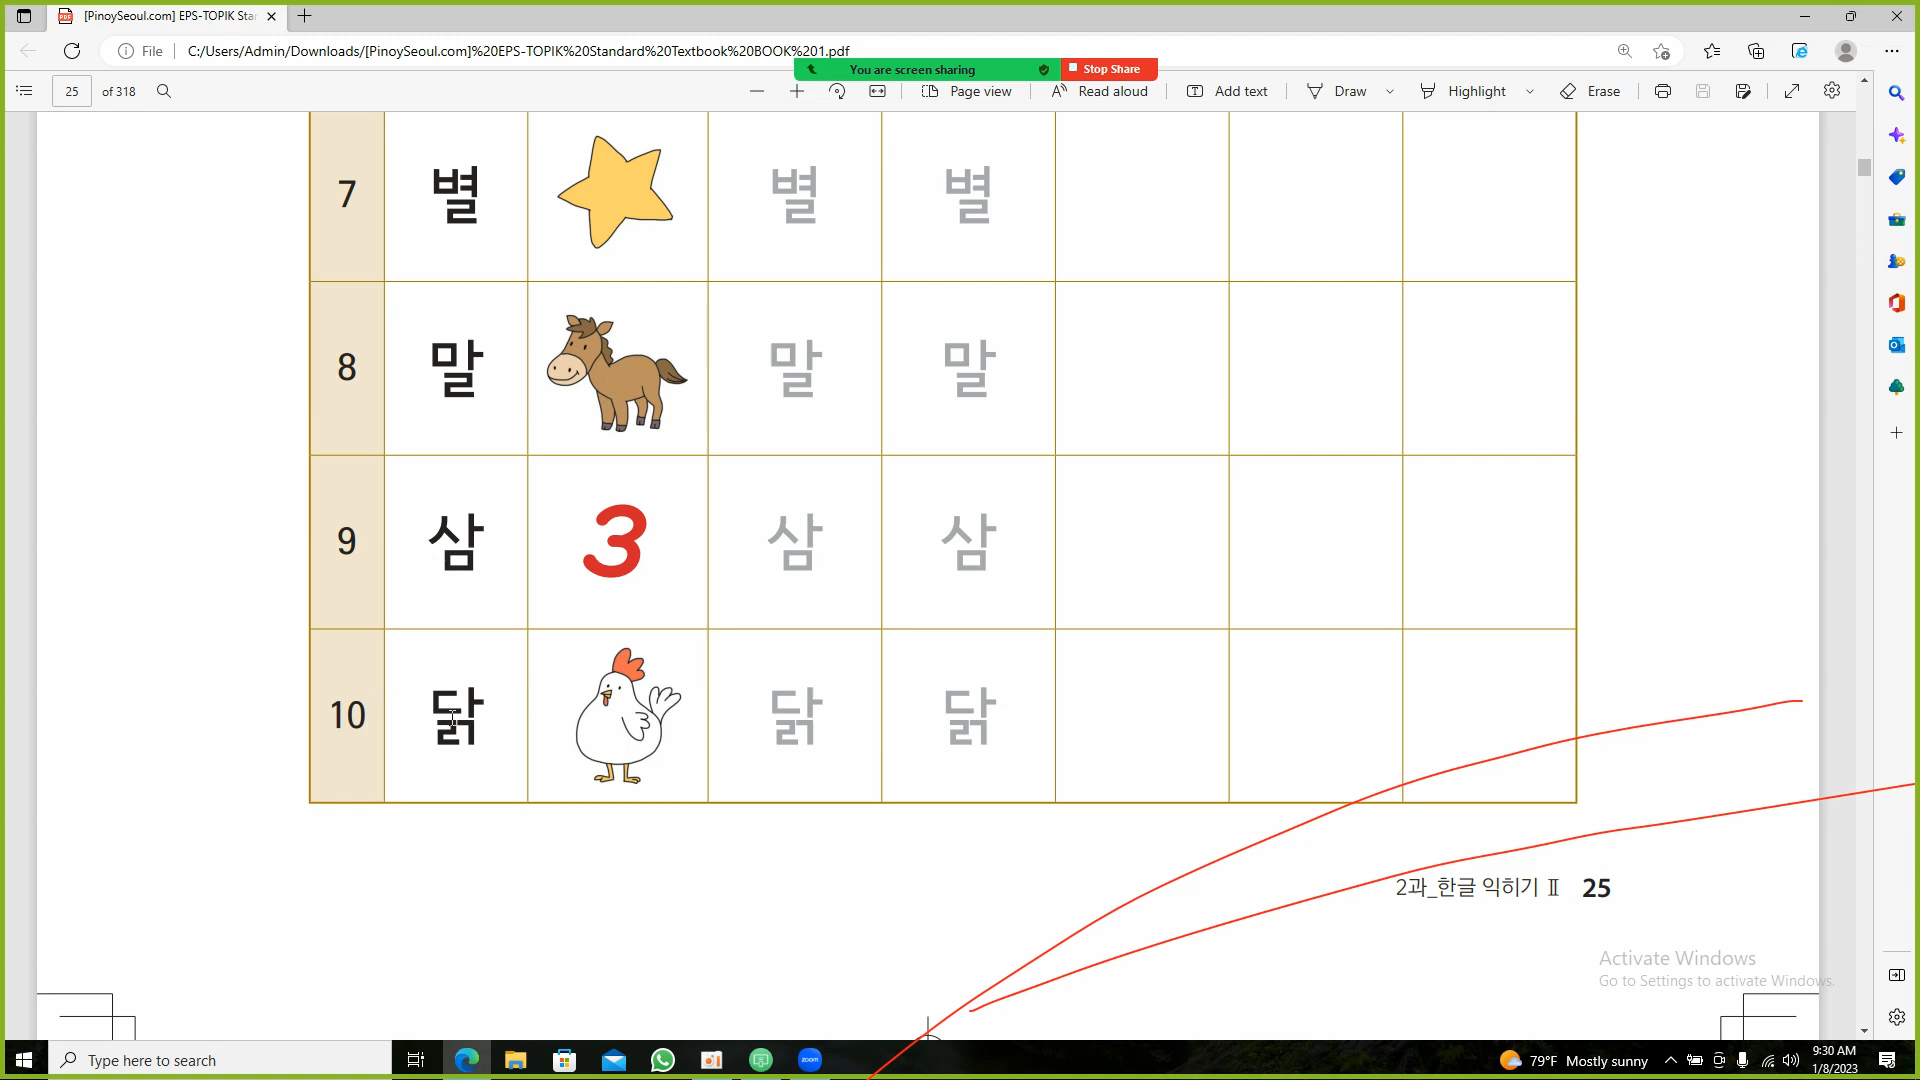 [PinoySeoul.com] EPS-TOPIK Sta
File
C:/Users/Admin/Downloads/[PinoySeoul.com]%20EPS-TOPIK%20Standard%20Textbook%20BOOK%201.pdf
You are screen sharing
Stop Share
25
of 318
Page view
Read aloud
Add text
Draw
Highlight
Erase
7
별
별
별
8
말
말
말
9
삼
3
삼
삼
10
닭
닭
닭
2과_한글 익히기 Ⅱ 25
Activate Windows
Go to Settings to activate Windows.
Type here to search
zoom
79°F Mostly sunny
9:30 AM
1/8/2023